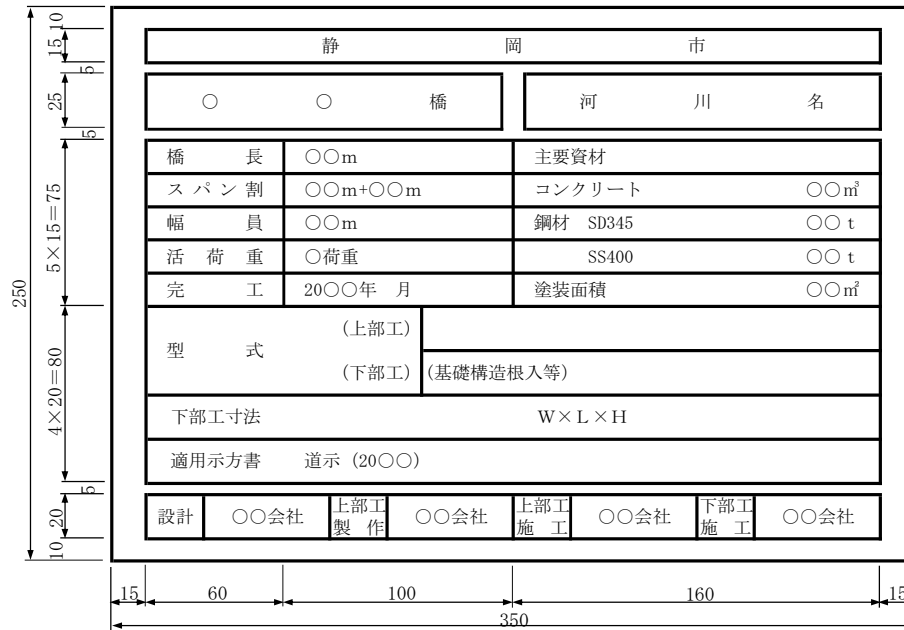 静岡市
○○橋 河川名
橋長 ○○m 主要資材
スパン割 ○○m+○○m コンクリート ○○㎥
幅員 ○○m 鋼材 SD345 ○○ t
活荷重 ○荷重 SS400 ○○ t
完工 20○○年 月 塗装面積 ○○㎡
型式 (上部工)
(下部工) (基礎構造根入等)
下部工寸法 W×L×H
適用示方書 道示 (20○○)
設計 ○○会社 上部工製作 ○○会社 上部工施工 ○○会社 下部工施工 ○○会社
10
15
5
25
5
5×15=75
250
4×20=80
5
20
10
15 60 100 160 15
350